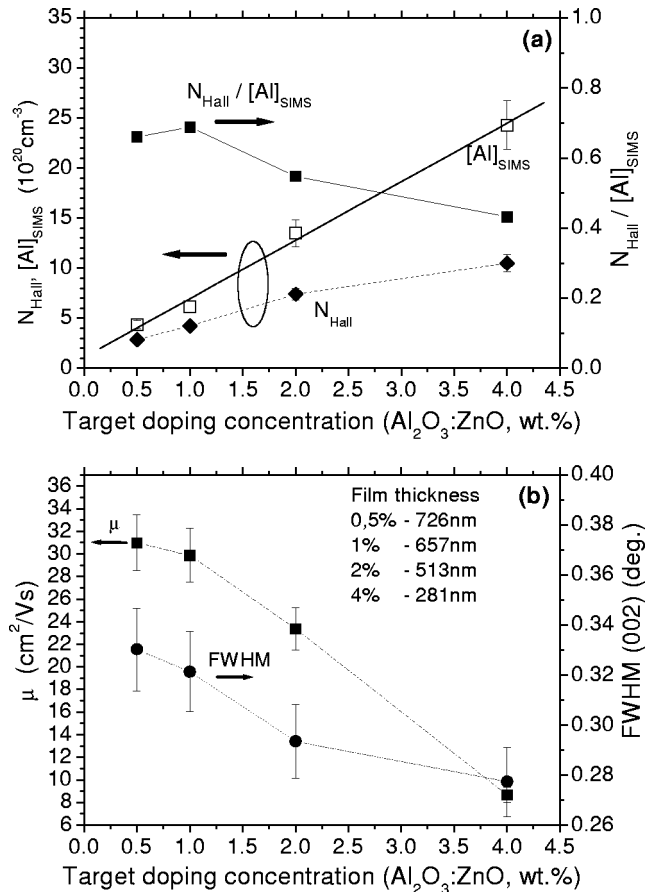 (a)
35
30
25
20
15
10
5
0
N_Hall, [Al]_SIMS (10^20 cm^-3)
N_Hall / [Al]_SIMS
[Al]_SIMS
N_Hall
1.0
0.8
0.6
0.4
0.2
0.0
N_Hall / [Al]_SIMS
0.0 0.5 1.0 1.5 2.0 2.5 3.0 3.5 4.0 4.5
Target doping concentration (Al_2O_3:ZnO, wt.%)
(b)
36
34
32
30
28
26
24
22
20
18
16
14
12
10
8
6
μ (cm^2/Vs)
μ
FWHM
Film thickness
0,5% - 726nm
1% - 657nm
2% - 513nm
4% - 281nm
0.40
0.38
0.36
0.34
0.32
0.30
0.28
0.26
FWHM (002) (deg.)
0.0 0.5 1.0 1.5 2.0 2.5 3.0 3.5 4.0 4.5
Target doping concentration (Al_2O_3:ZnO, wt.%)